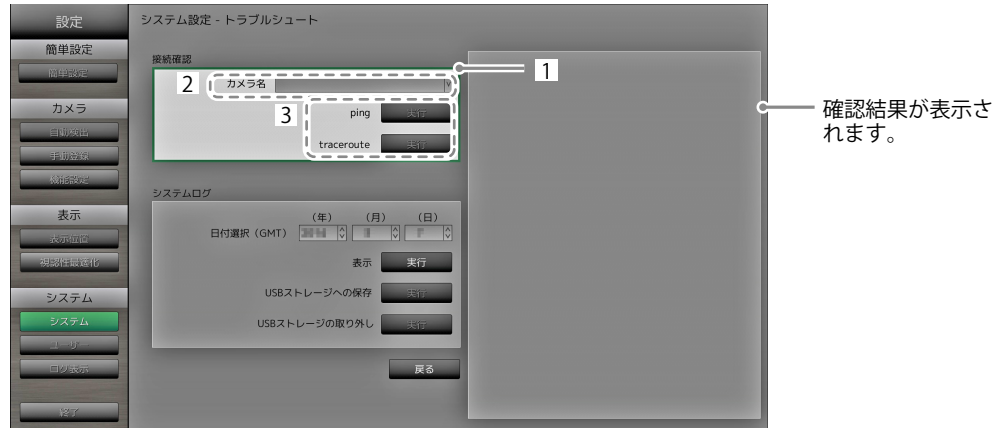 設定
システム設定 - トラブルシュート
簡単設定
簡単設定
カメラ
自動検出
手動登録
機能設定
表示
表示位置
視認性最適化
システム
システム
ユーザー
ログ表示
終了
接続確認
1
2
カメラ名
3
ping 実行
traceroute 実行
システムログ
(年) (月) (日)
日付選択(GMT)
表示 実行
USBストレージへの保存 実行
USBストレージの取り外し 実行
戻る
確認結果が表示さ
れます。